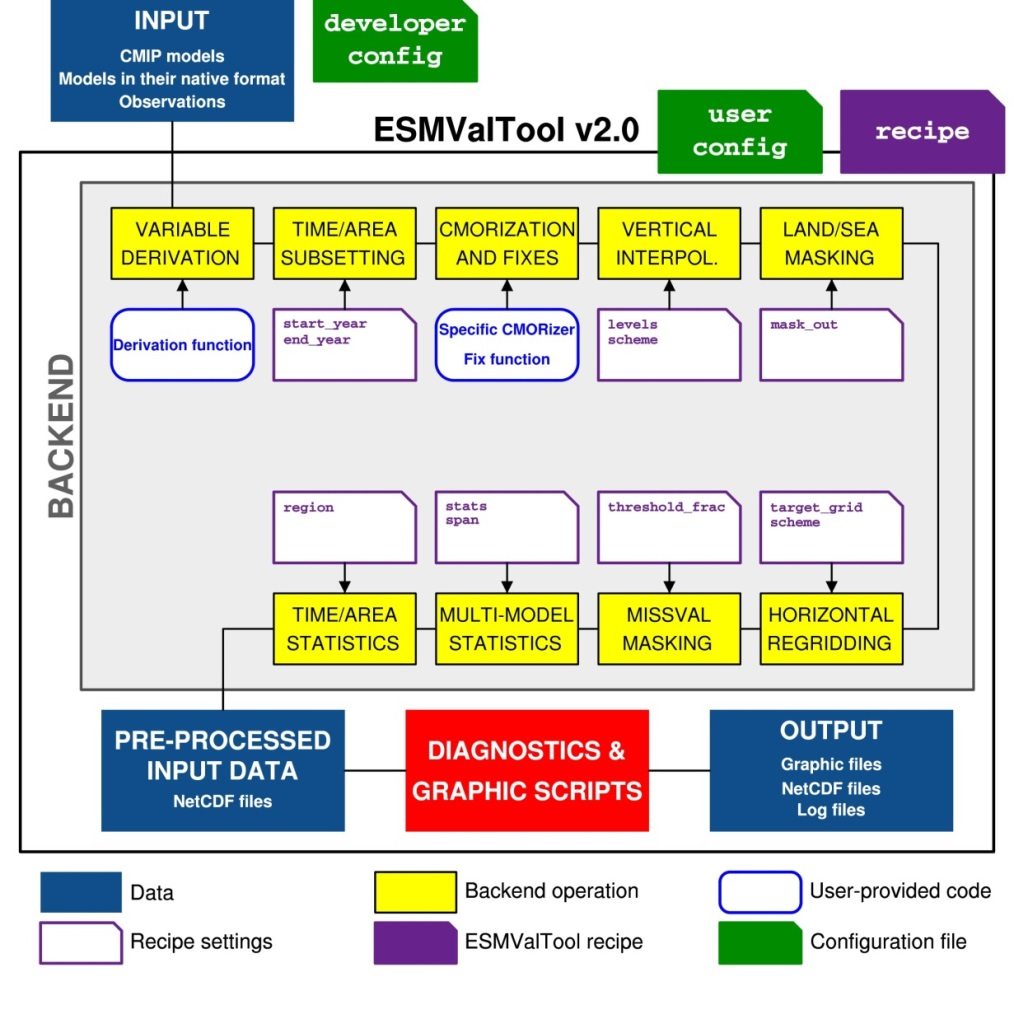 INPUT
CMIP models
Models in their native format
Observations
developer
config
ESMValTool v2.0
user
config
recipe
BACKEND
VARIABLE
DERIVATION
TIME/AREA
SUBSETTING
CMORIZATION
AND FIXES
VERTICAL
INTERPOL.
LAND/SEA
MASKING
Derivation function
start_year
end_year
Specific CMORizer
Fix function
levels
scheme
mask_out
region
stats
span
threshold_frac
target_grid
scheme
TIME/AREA
STATISTICS
MULTI-MODEL
STATISTICS
MISSVAL
MASKING
HORIZONTAL
REGRIDDING
PRE-PROCESSED
INPUT DATA
NetCDF files
DIAGNOSTICS &
GRAPHIC SCRIPTS
OUTPUT
Graphic files
NetCDF files
Log files
Data
Backend operation
User-provided code
Recipe settings
ESMValTool recipe
Configuration file